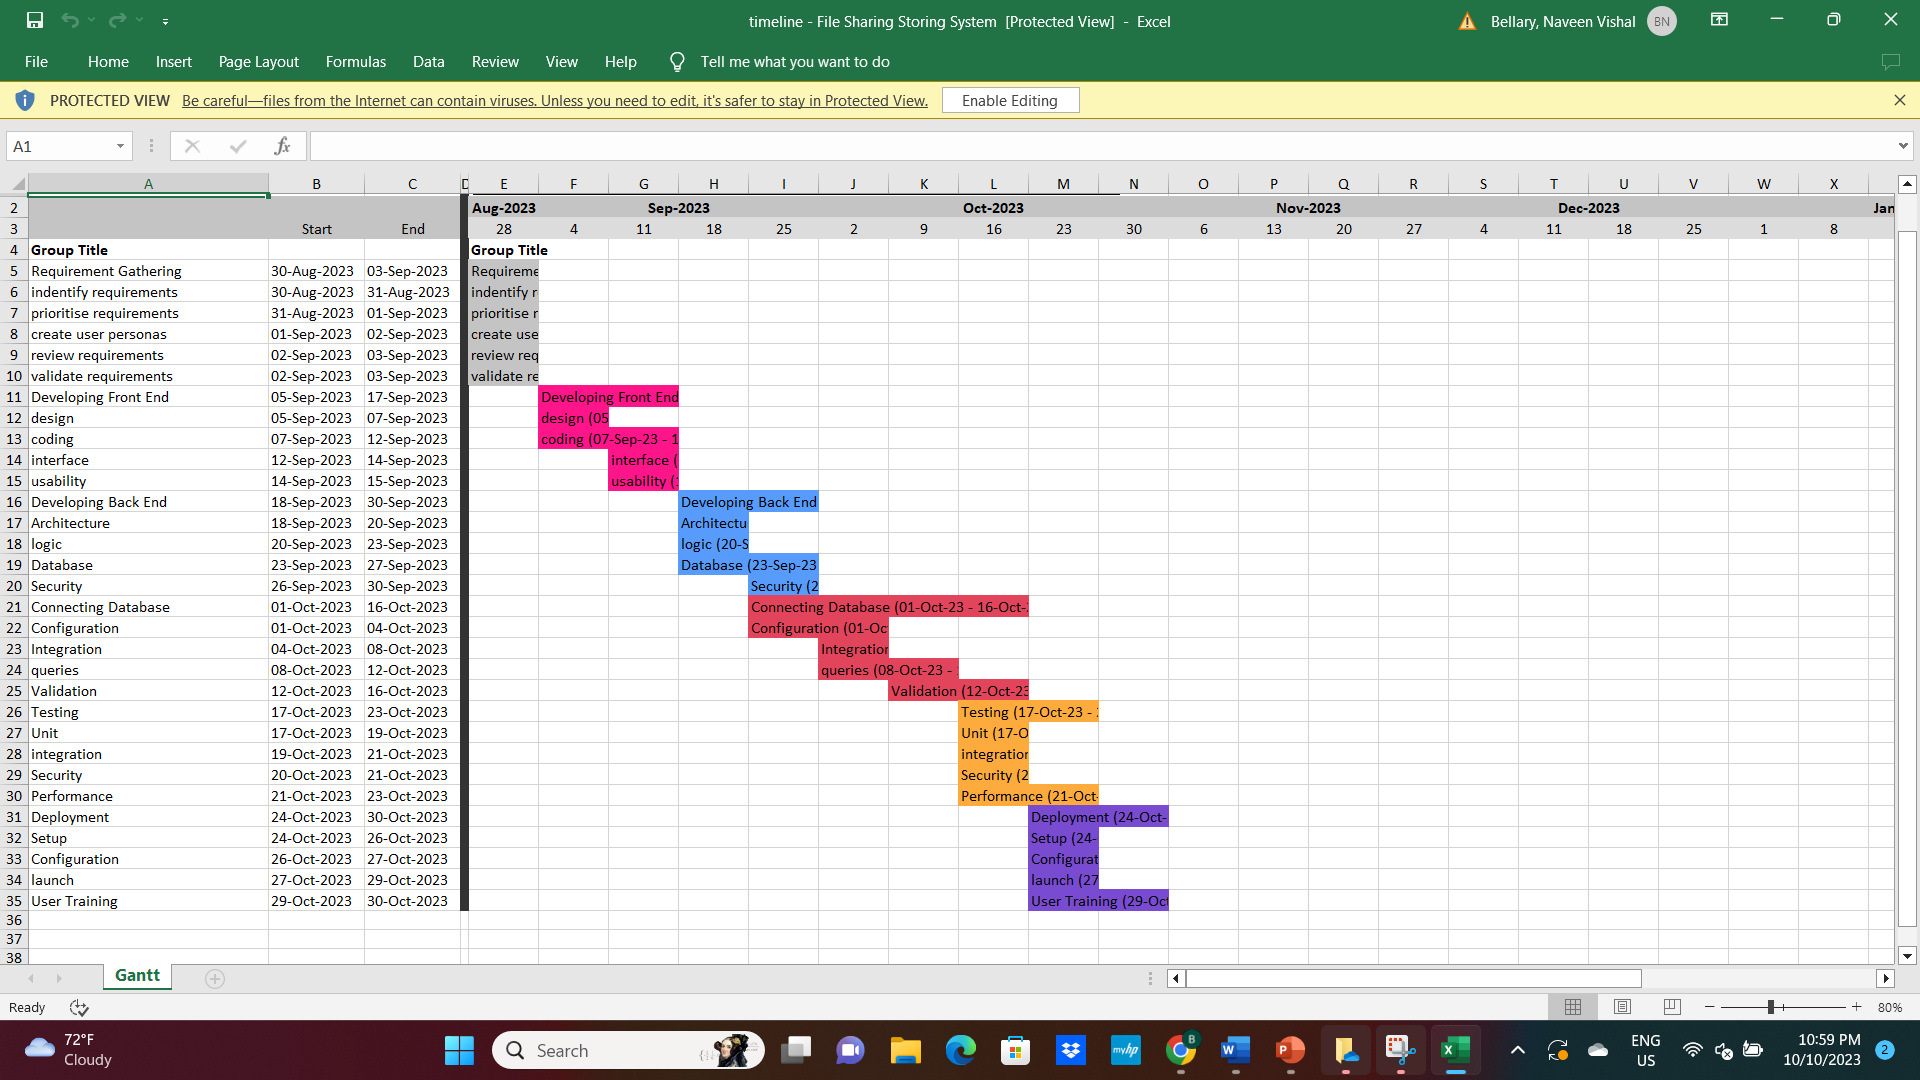 timeline - File Sharing Storing System [Protected View] - Excel
Bellary, Naveen Vishal BN
File Home Insert Page Layout Formulas Data Review View Help Tell me what you want to do
PROTECTED VIEW Be careful—files from the Internet can contain viruses. Unless you need to edit, it's safer to stay in Protected View. Enable Editing
A1 fx
A B C D E F G H I J K L M N O P Q R S T U V W X
2 Aug-2023 Sep-2023 Oct-2023 Nov-2023 Dec-2023 Jan
3 Start End 28 4 11 18 25 2 9 16 23 30 6 13 20 27 4 11 18 25 1 8
4 Group Title Group Title
5 Requirement Gathering 30-Aug-2023 03-Sep-2023 Requireme
6 indentify requirements 30-Aug-2023 31-Aug-2023 indentify r
7 prioritise requirements 31-Aug-2023 01-Sep-2023 prioritise r
8 create user personas 01-Sep-2023 02-Sep-2023 create use
9 review requirements 02-Sep-2023 03-Sep-2023 review req
10 validate requirements 02-Sep-2023 03-Sep-2023 validate re
11 Developing Front End 05-Sep-2023 17-Sep-2023 Developing Front End
12 design 05-Sep-2023 07-Sep-2023 design (05
13 coding 07-Sep-2023 12-Sep-2023 coding (07-Sep-23 - 1
14 interface 12-Sep-2023 14-Sep-2023 interface (
15 usability 14-Sep-2023 15-Sep-2023 usability (
16 Developing Back End 18-Sep-2023 30-Sep-2023 Developing Back End
17 Architecture 18-Sep-2023 20-Sep-2023 Architectu
18 logic 20-Sep-2023 23-Sep-2023 logic (20-S
19 Database 23-Sep-2023 27-Sep-2023 Database (23-Sep-23
20 Security 26-Sep-2023 30-Sep-2023 Security (2
21 Connecting Database 01-Oct-2023 16-Oct-2023 Connecting Database (01-Oct-23 - 16-Oct-
22 Configuration 01-Oct-2023 04-Oct-2023 Configuration (01-Oc
23 Integration 04-Oct-2023 08-Oct-2023 Integration
24 queries 08-Oct-2023 12-Oct-2023 queries (08-Oct-23 -
25 Validation 12-Oct-2023 16-Oct-2023 Validation (12-Oct-23
26 Testing 17-Oct-2023 23-Oct-2023 Testing (17-Oct-23 -
27 Unit 17-Oct-2023 19-Oct-2023 Unit (17-O
28 integration 19-Oct-2023 21-Oct-2023 integration
29 Security 20-Oct-2023 21-Oct-2023 Security (2
30 Performance 21-Oct-2023 23-Oct-2023 Performance (21-Oct-
31 Deployment 24-Oct-2023 30-Oct-2023 Deployment (24-Oct-
32 Setup 24-Oct-2023 26-Oct-2023 Setup (24-
33 Configuration 26-Oct-2023 27-Oct-2023 Configurat
34 launch 27-Oct-2023 29-Oct-2023 launch (27
35 User Training 29-Oct-2023 30-Oct-2023 User Training (29-Oct
36
37
38
Gantt
Ready 80%
72°F
Cloudy
Search myhp B W P X ENG US 10:59 PM 10/10/2023 2